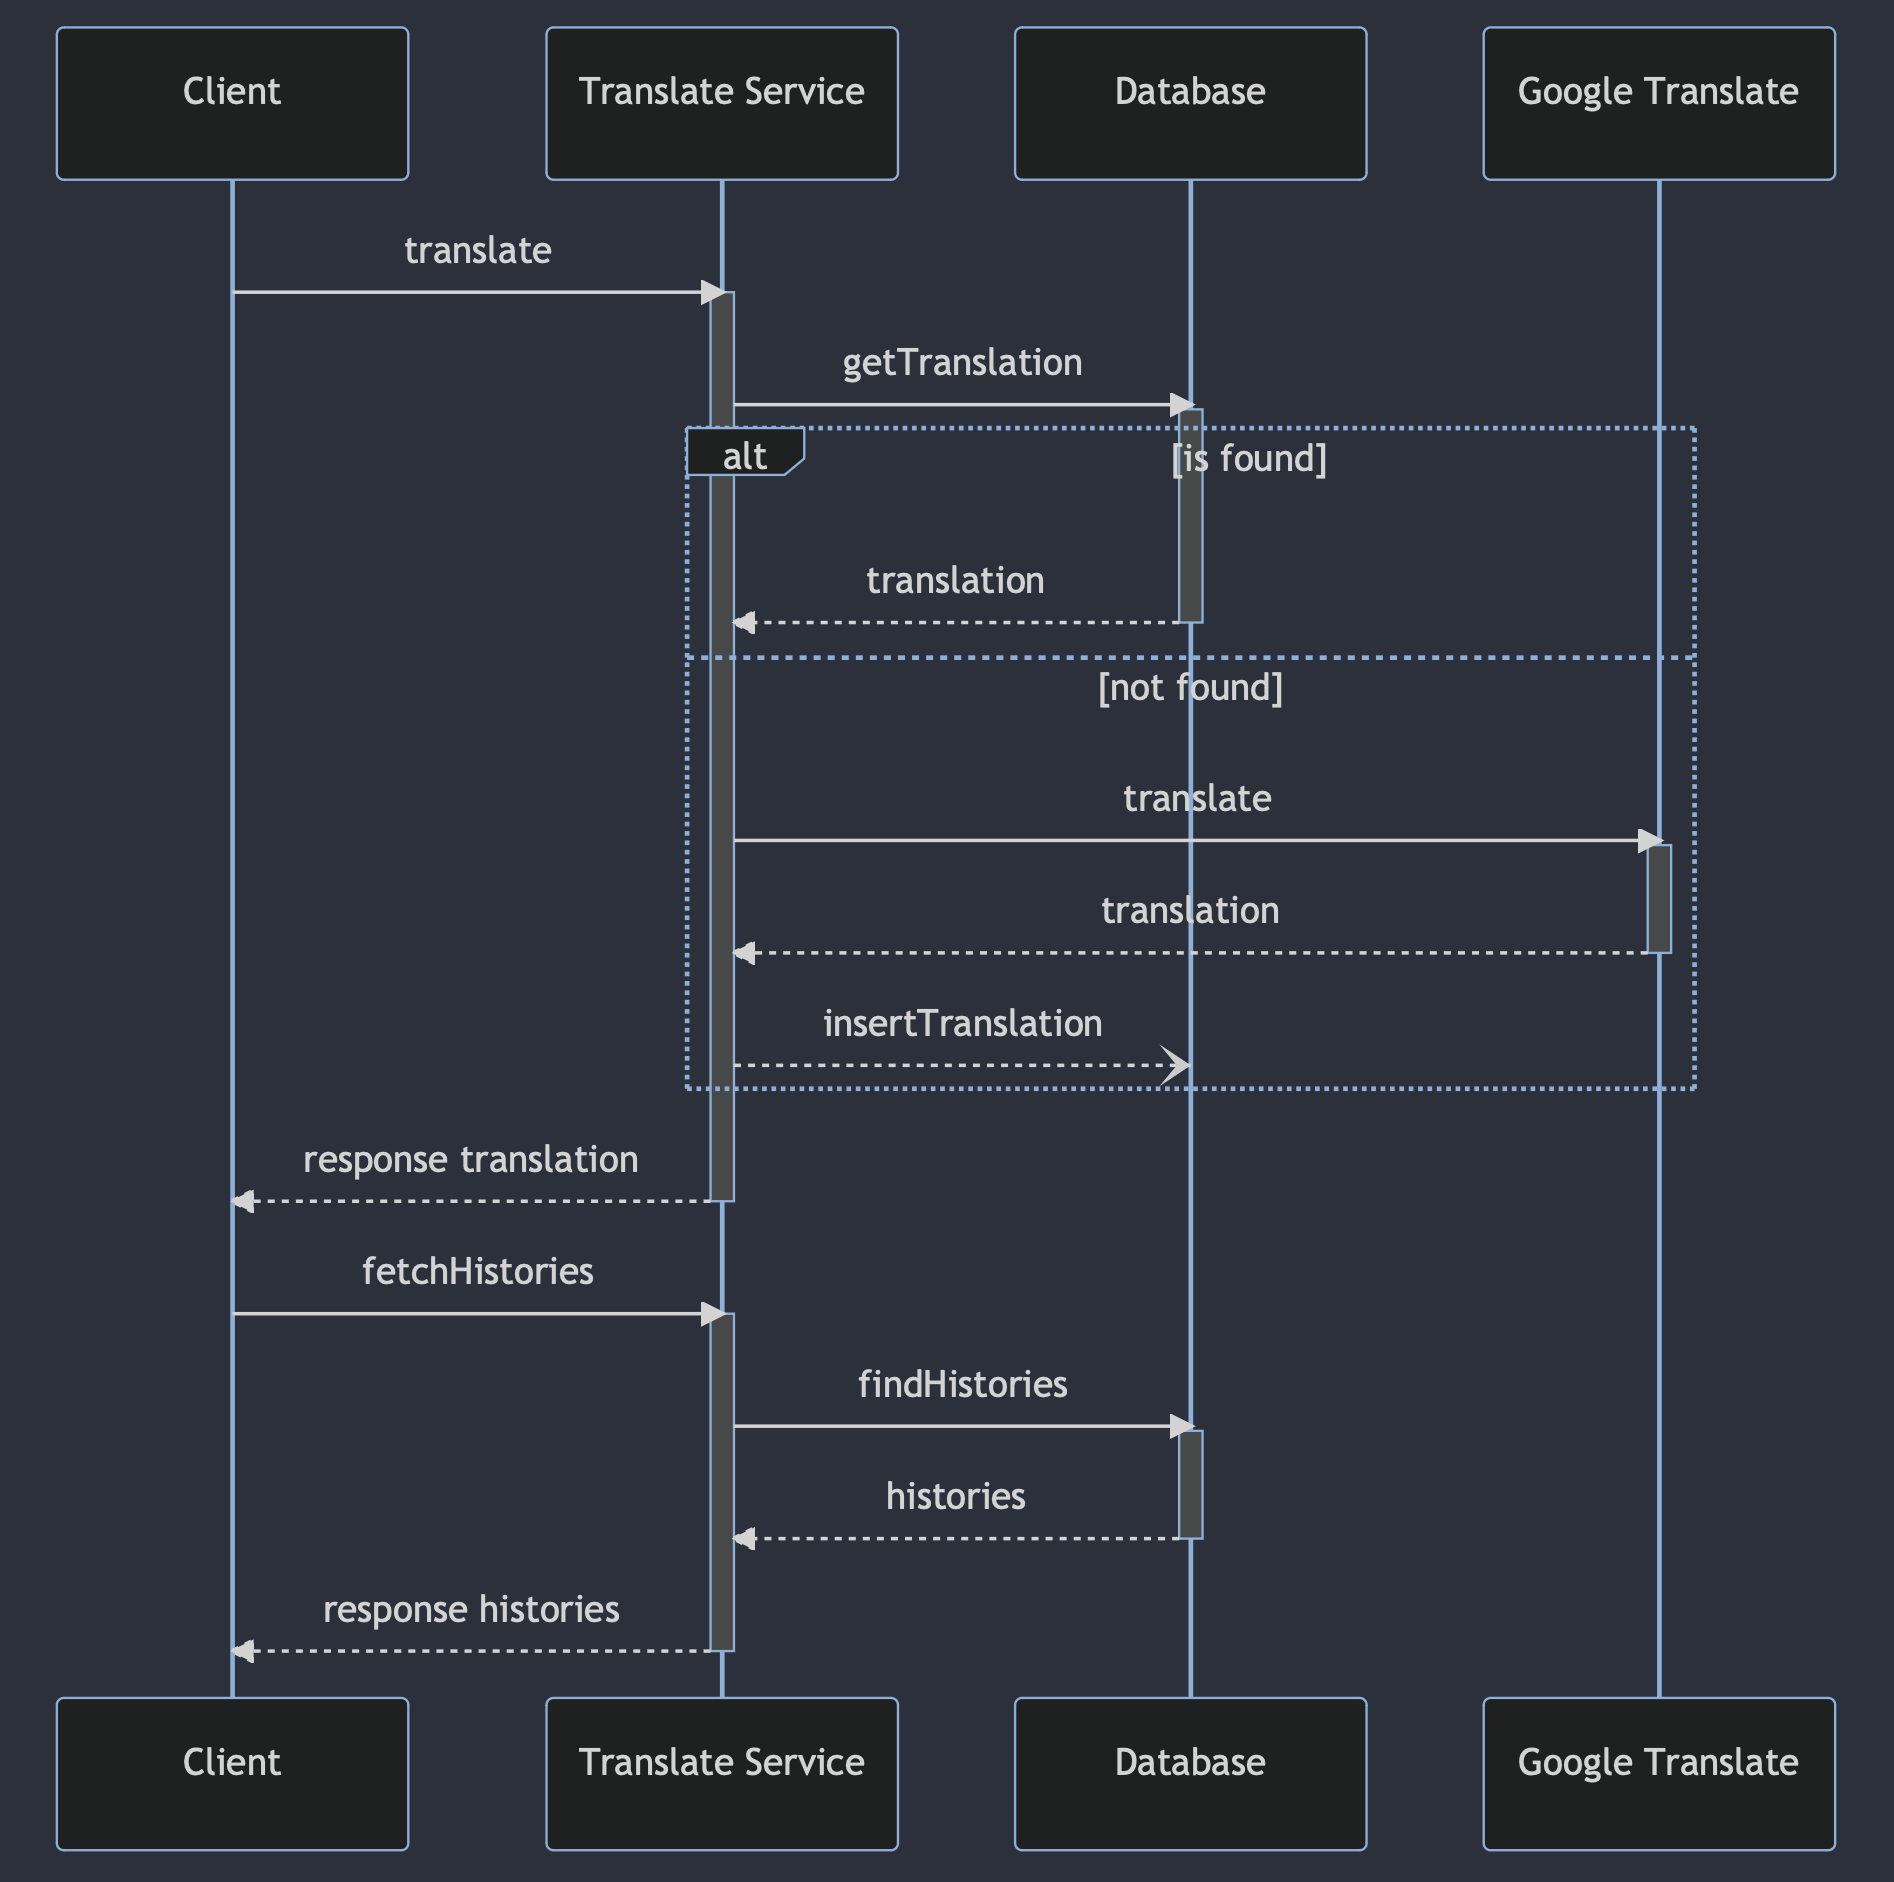 Client
Translate Service
Database
Google Translate
translate
getTranslation
alt
[is found]
translation
[not found]
translate
translation
insertTranslation
response translation
fetchHistories
findHistories
histories
response histories
Client
Translate Service
Database
Google Translate